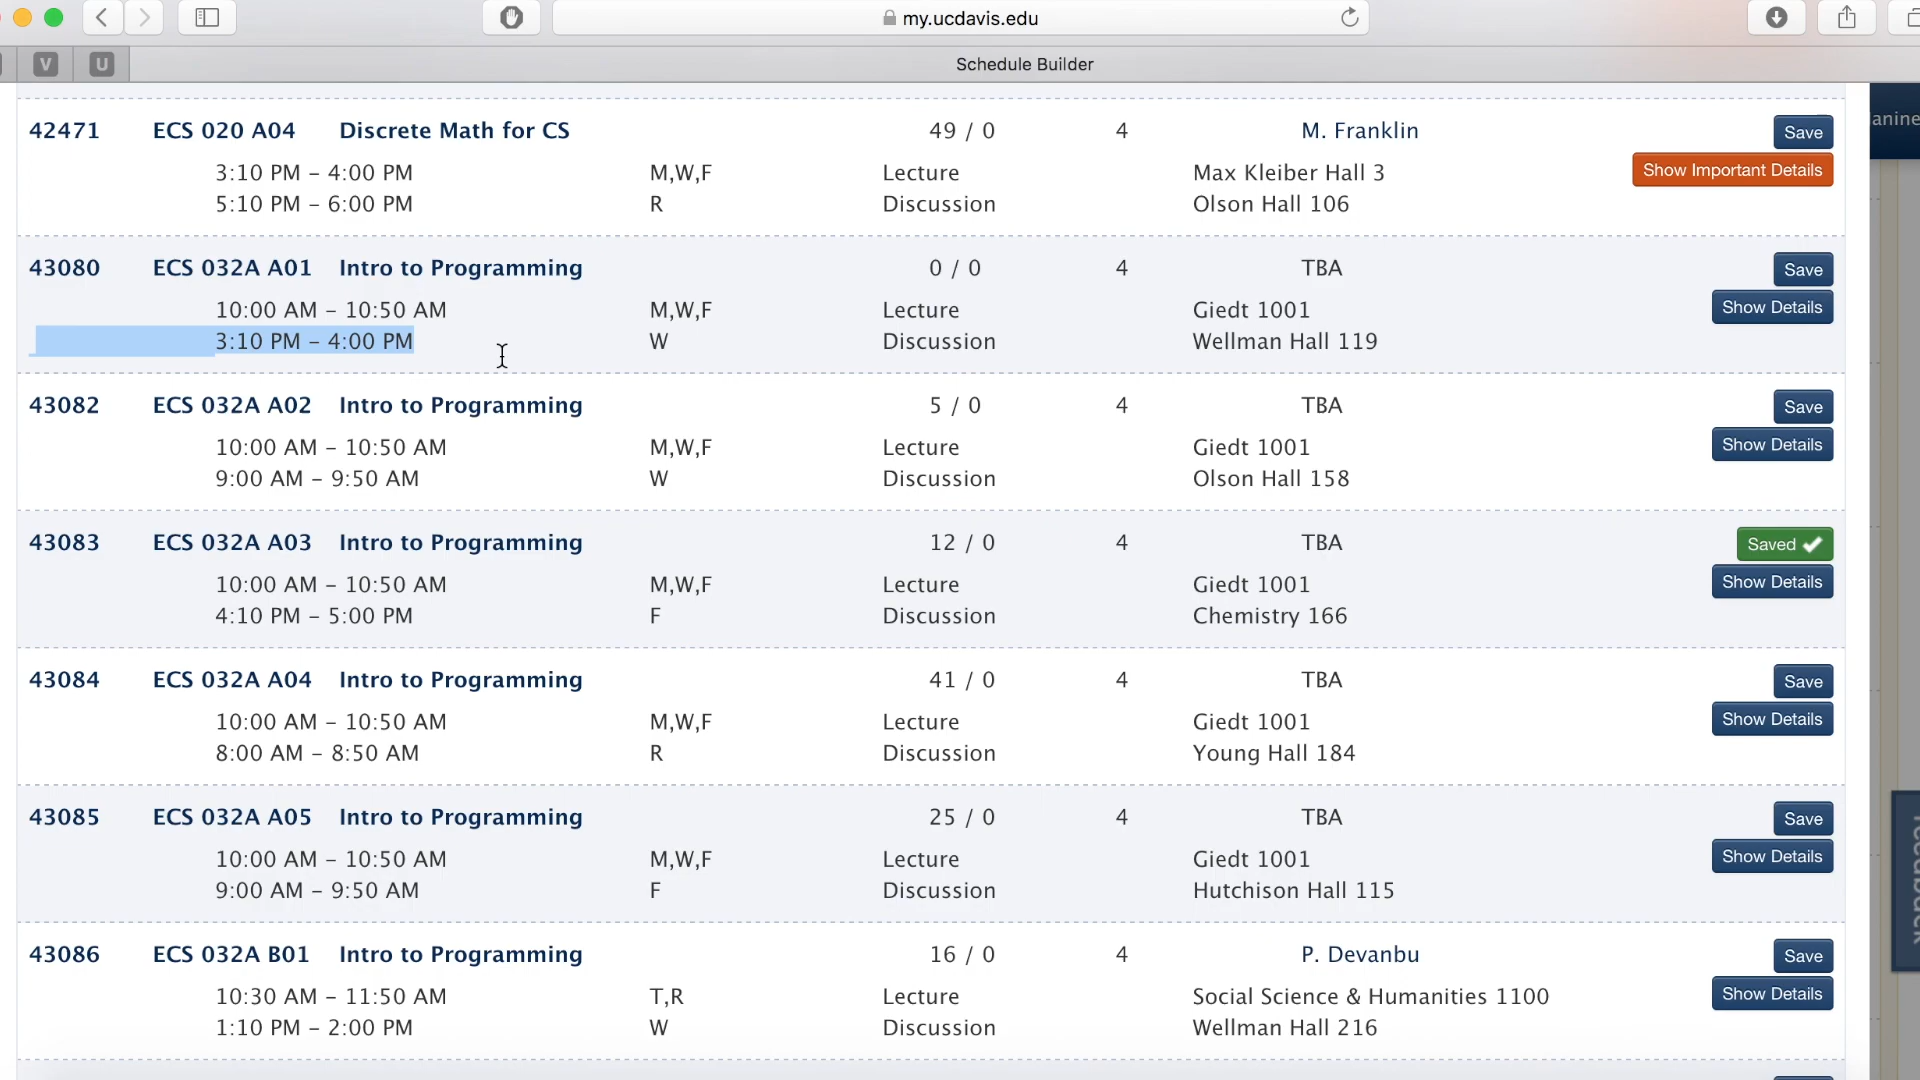 my.ucdavis.edu
V
U
Schedule Builder
anine
42471 ECS 020 A04 Discrete Math for CS 49 / 0 4 M. Franklin Save
3:10 PM – 4:00 PM M,W,F Lecture Max Kleiber Hall 3 Show Important Details
5:10 PM – 6:00 PM R Discussion Olson Hall 106
43080 ECS 032A A01 Intro to Programming 0 / 0 4 TBA Save
10:00 AM – 10:50 AM M,W,F Lecture Giedt 1001 Show Details
3:10 PM – 4:00 PM W Discussion Wellman Hall 119
43082 ECS 032A A02 Intro to Programming 5 / 0 4 TBA Save
10:00 AM – 10:50 AM M,W,F Lecture Giedt 1001 Show Details
9:00 AM – 9:50 AM W Discussion Olson Hall 158
43083 ECS 032A A03 Intro to Programming 12 / 0 4 TBA Saved
10:00 AM – 10:50 AM M,W,F Lecture Giedt 1001 Show Details
4:10 PM – 5:00 PM F Discussion Chemistry 166
43084 ECS 032A A04 Intro to Programming 41 / 0 4 TBA Save
10:00 AM – 10:50 AM M,W,F Lecture Giedt 1001 Show Details
8:00 AM – 8:50 AM R Discussion Young Hall 184
43085 ECS 032A A05 Intro to Programming 25 / 0 4 TBA Save
10:00 AM – 10:50 AM M,W,F Lecture Giedt 1001 Show Details
9:00 AM – 9:50 AM F Discussion Hutchison Hall 115
43086 ECS 032A B01 Intro to Programming 16 / 0 4 P. Devanbu Save
10:30 AM – 11:50 AM T,R Lecture Social Science & Humanities 1100 Show Details
1:10 PM – 2:00 PM W Discussion Wellman Hall 216